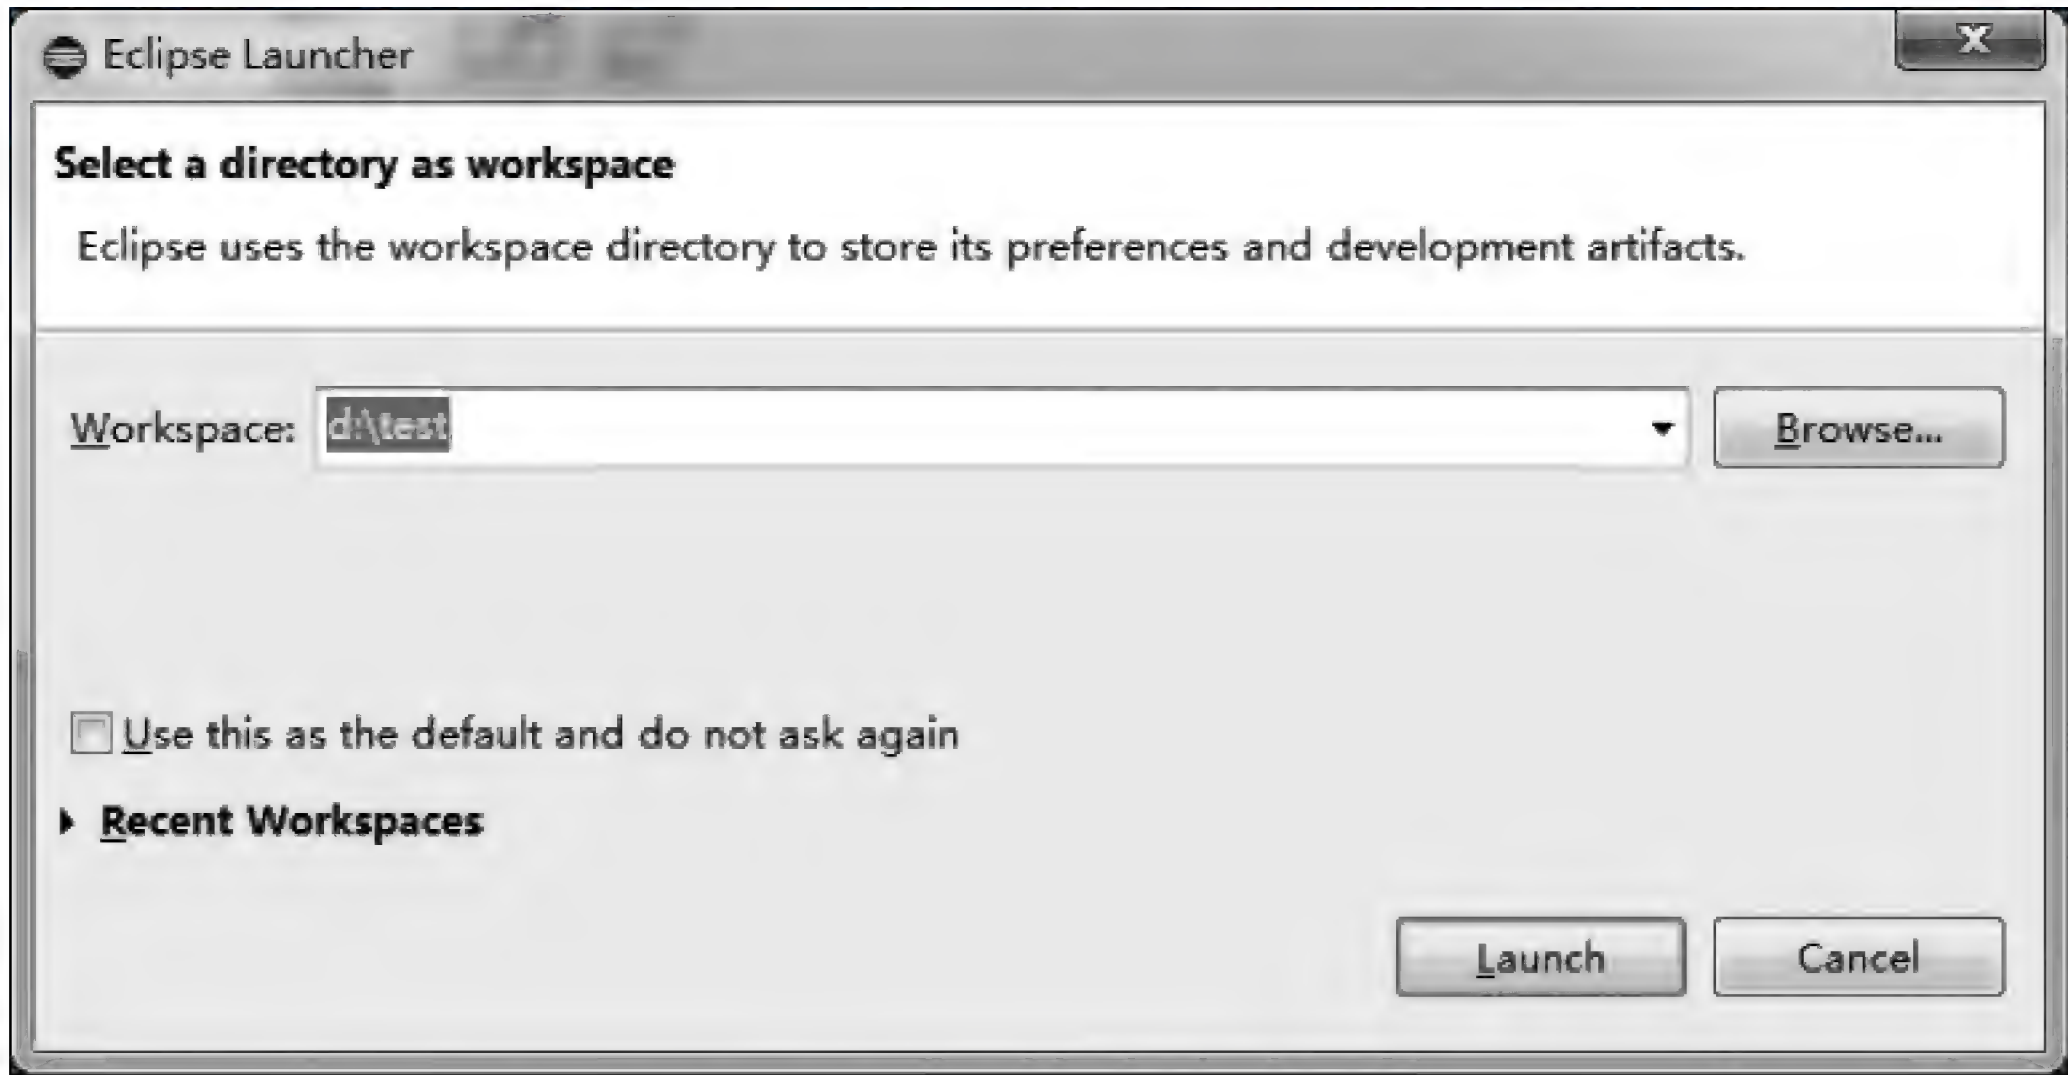 Eclipse Launcher
Select a directory as workspace
Eclipse uses the workspace directory to store its preferences and development artifacts.
Workspace: d:\test Browse...
Use this as the default and do not ask again
Recent Workspaces
Launch Cancel